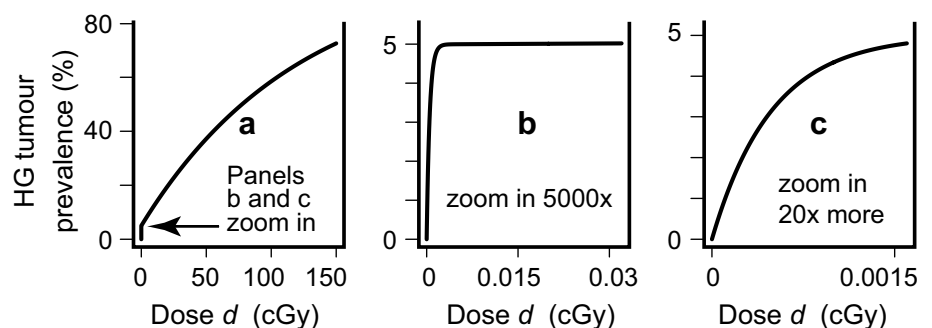 HG tumour
prevalence (%)
80
40
0
a
Panels
b and c
zoom in
0 50 100 150
Dose d (cGy)
5
0
b
zoom in 5000x
0 0.015 0.03
Dose d (cGy)
5
0
c
zoom in
20x more
0 0.0015
Dose d (cGy)